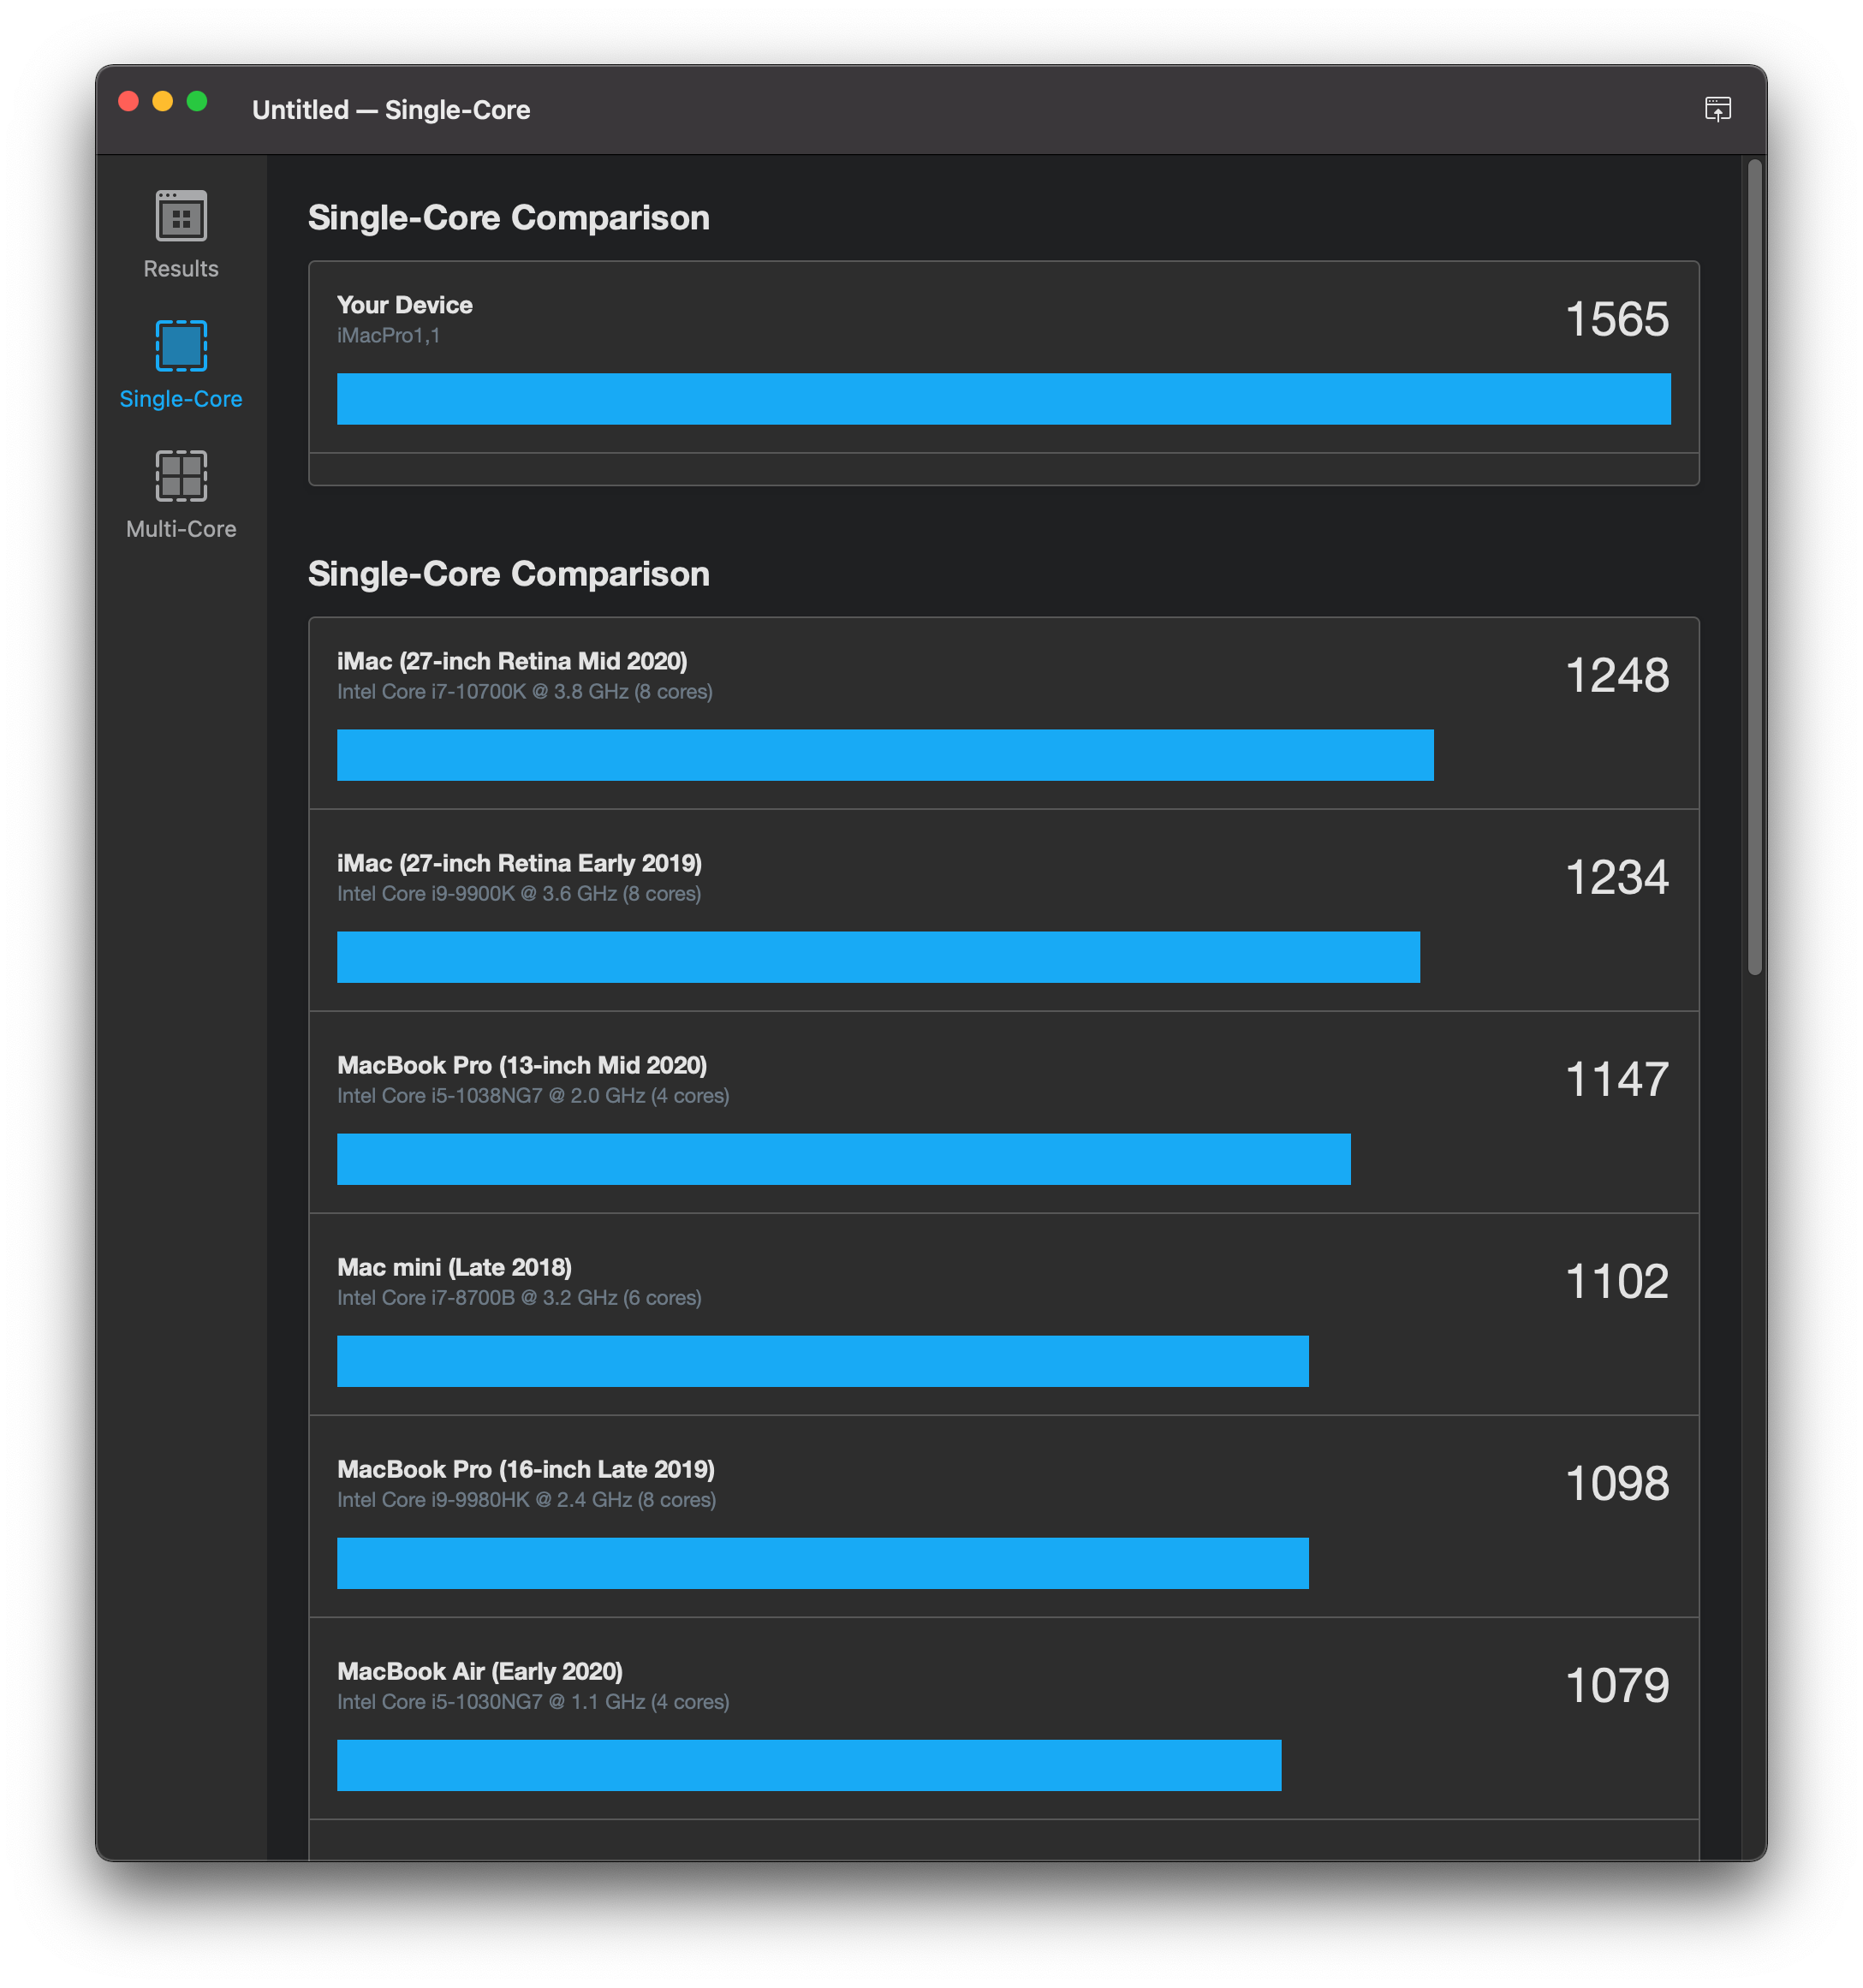 Untitled — Single-Core
Results
Single-Core
Multi-Core
Single-Core Comparison
Your Device
iMacPro1,1
1565
Single-Core Comparison
iMac (27-inch Retina Mid 2020)
Intel Core i7-10700K @ 3.8 GHz (8 cores)
1248
iMac (27-inch Retina Early 2019)
Intel Core i9-9900K @ 3.6 GHz (8 cores)
1234
MacBook Pro (13-inch Mid 2020)
Intel Core i5-1038NG7 @ 2.0 GHz (4 cores)
1147
Mac mini (Late 2018)
Intel Core i7-8700B @ 3.2 GHz (6 cores)
1102
MacBook Pro (16-inch Late 2019)
Intel Core i9-9980HK @ 2.4 GHz (8 cores)
1098
MacBook Air (Early 2020)
Intel Core i5-1030NG7 @ 1.1 GHz (4 cores)
1079